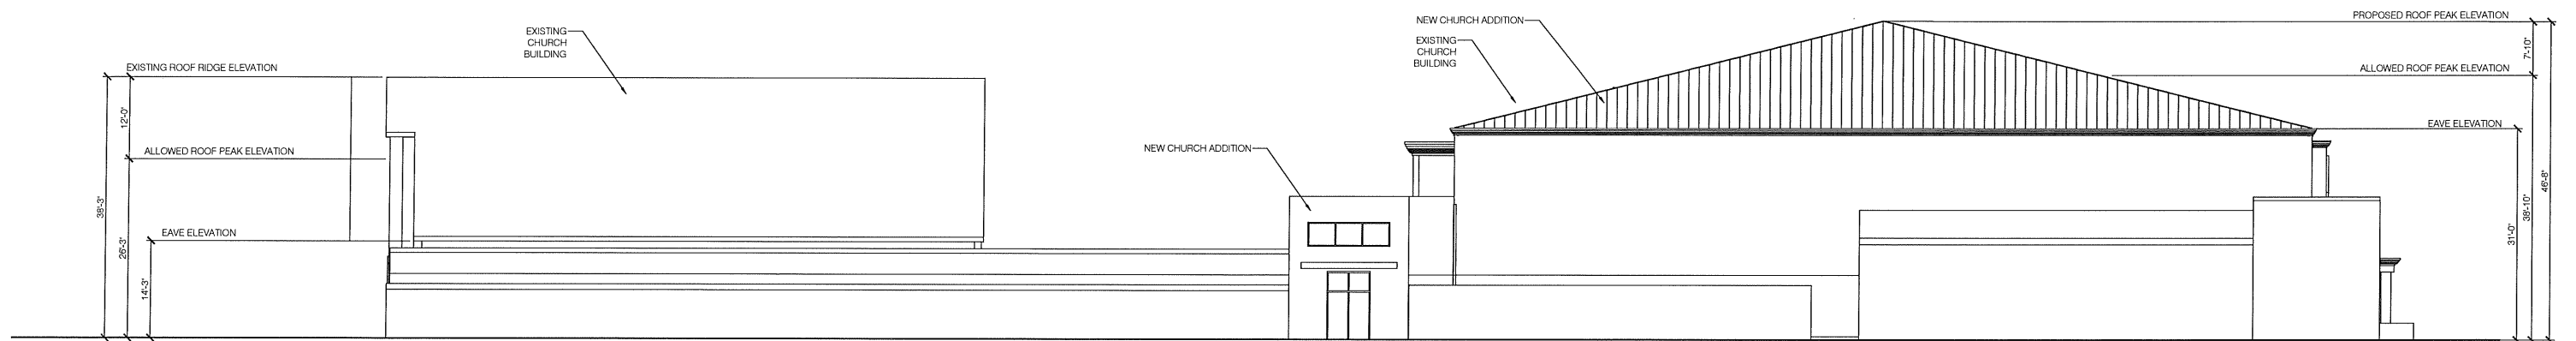 EXISTING
CHURCH
BUILDING
EXISTING ROOF RIDGE ELEVATION
12'-0"
ALLOWED ROOF PEAK ELEVATION
38'-3"
26'-3"
EAVE ELEVATION
14'-3"
NEW CHURCH ADDITION
NEW CHURCH ADDITION
EXISTING
CHURCH
BUILDING
PROPOSED ROOF PEAK ELEVATION
7'-10"
ALLOWED ROOF PEAK ELEVATION
EAVE ELEVATION
31'-0"
38'-10"
46'-8"